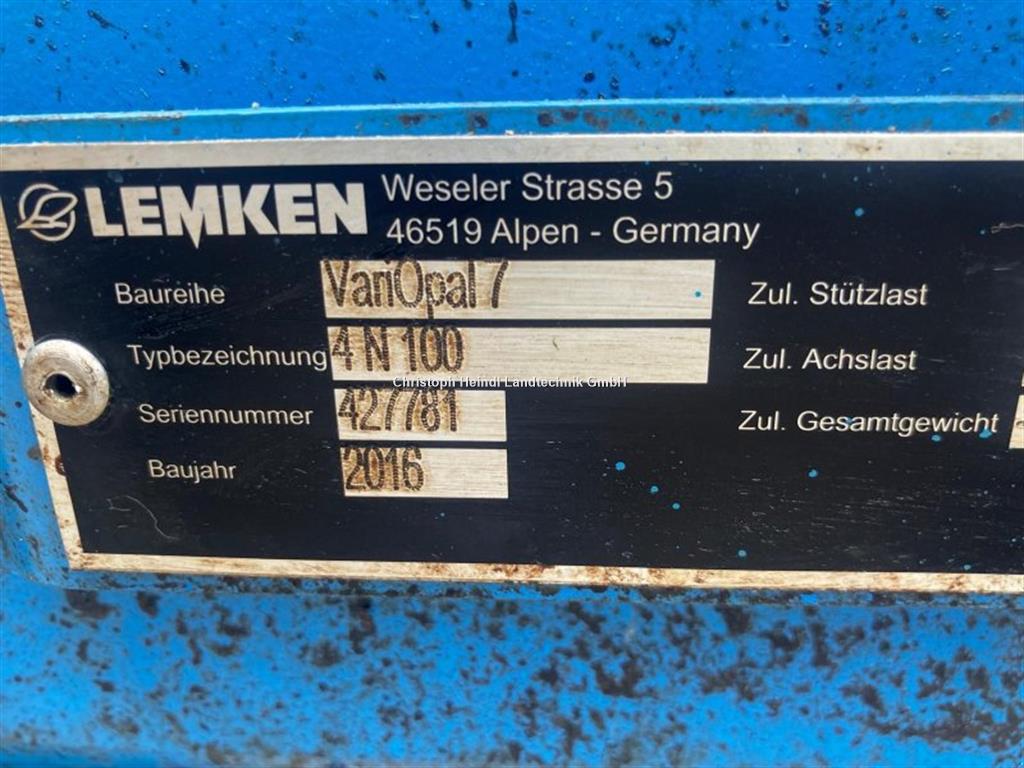 LEMKEN
Weseler Strasse 5
46519 Alpen - Germany
Baureihe VariOpal 7
Typbezeichnung 4 N 100
Seriennummer 427781
Baujahr 2016
Zul. Stützlast
Zul. Achslast
Zul. Gesamtgewicht
Christoph Heindl Landtechnik GmbH